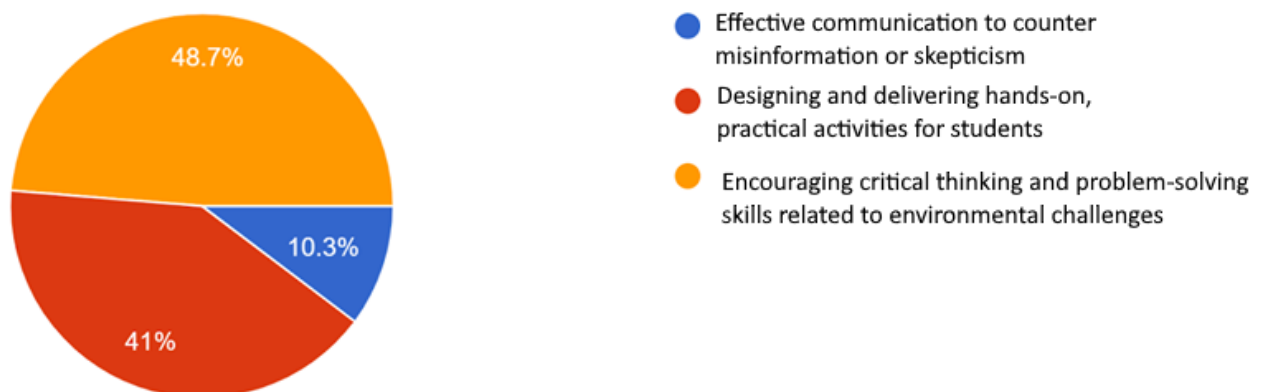 48.7%
10.3%
41%
Effective communication to counter
misinformation or skepticism
Designing and delivering hands-on,
practical activities for students
Encouraging critical thinking and problem-solving
skills related to environmental challenges